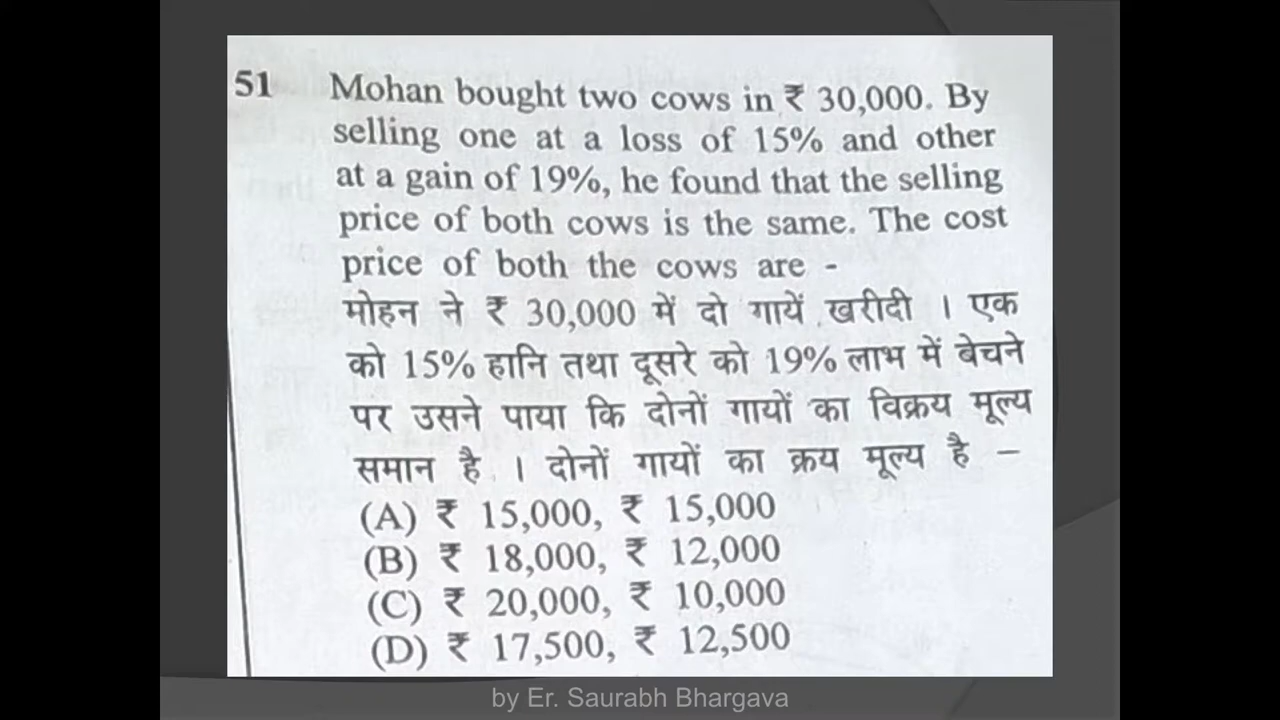 51 Mohan bought two cows in ₹ 30,000. By
selling one at a loss of 15% and other
at a gain of 19%, he found that the selling
price of both cows is the same. The cost
price of both the cows are -
मोहन ने ₹ 30,000 में दो गायें खरीदी । एक
को 15% हानि तथा दूसरे को 19% लाभ में बेचने
पर उसने पाया कि दोनों गायों का विक्रय मूल्य
समान है । दोनों गायों का क्रय मूल्य है –
(A) ₹ 15,000, ₹ 15,000
(B) ₹ 18,000, ₹ 12,000
(C) ₹ 20,000, ₹ 10,000
(D) ₹ 17,500, ₹ 12,500
by Er. Saurabh Bhargava